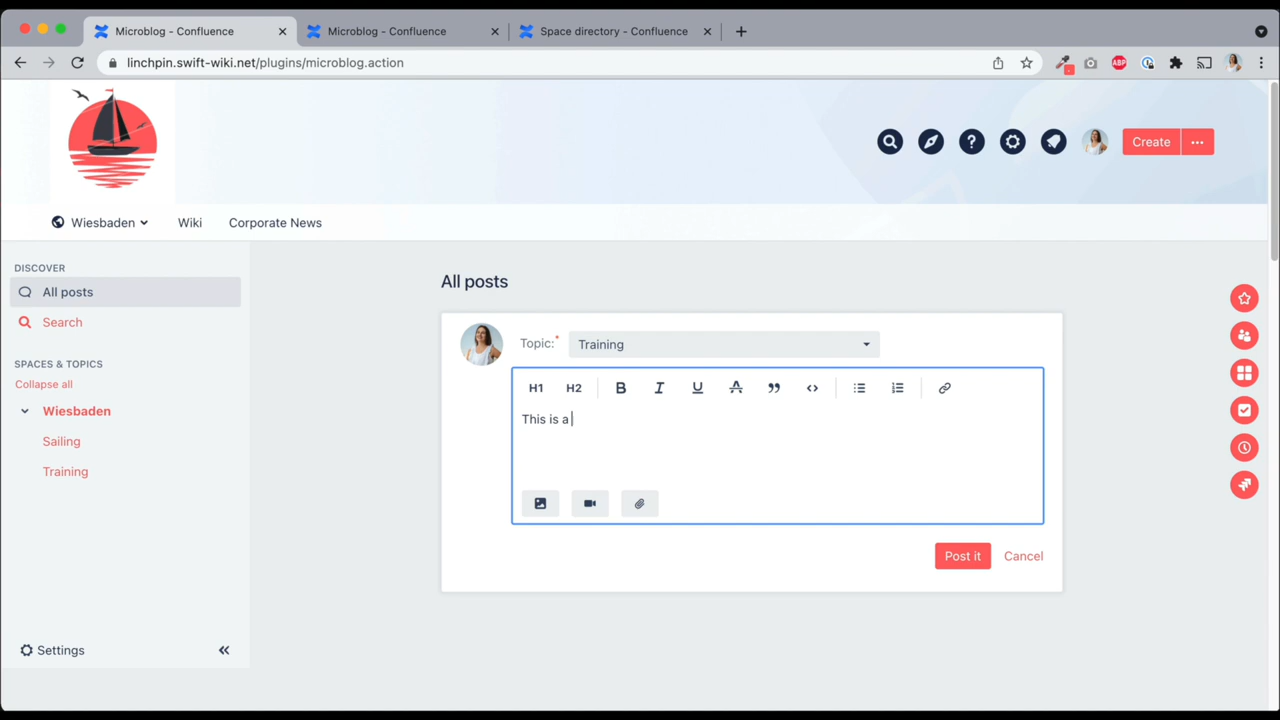 Microblog - Confluence
Microblog - Confluence
Space directory - Confluence
linchpin.swift-wiki.net/plugins/microblog.action
ABP
Create
Wiesbaden
Wiki
Corporate News
DISCOVER
All posts
Search
SPACES & TOPICS
Collapse all
Wiesbaden
Sailing
Training
Settings
All posts
Topic:*
Training
H1 H2 B I U A
This is a
Post it
Cancel